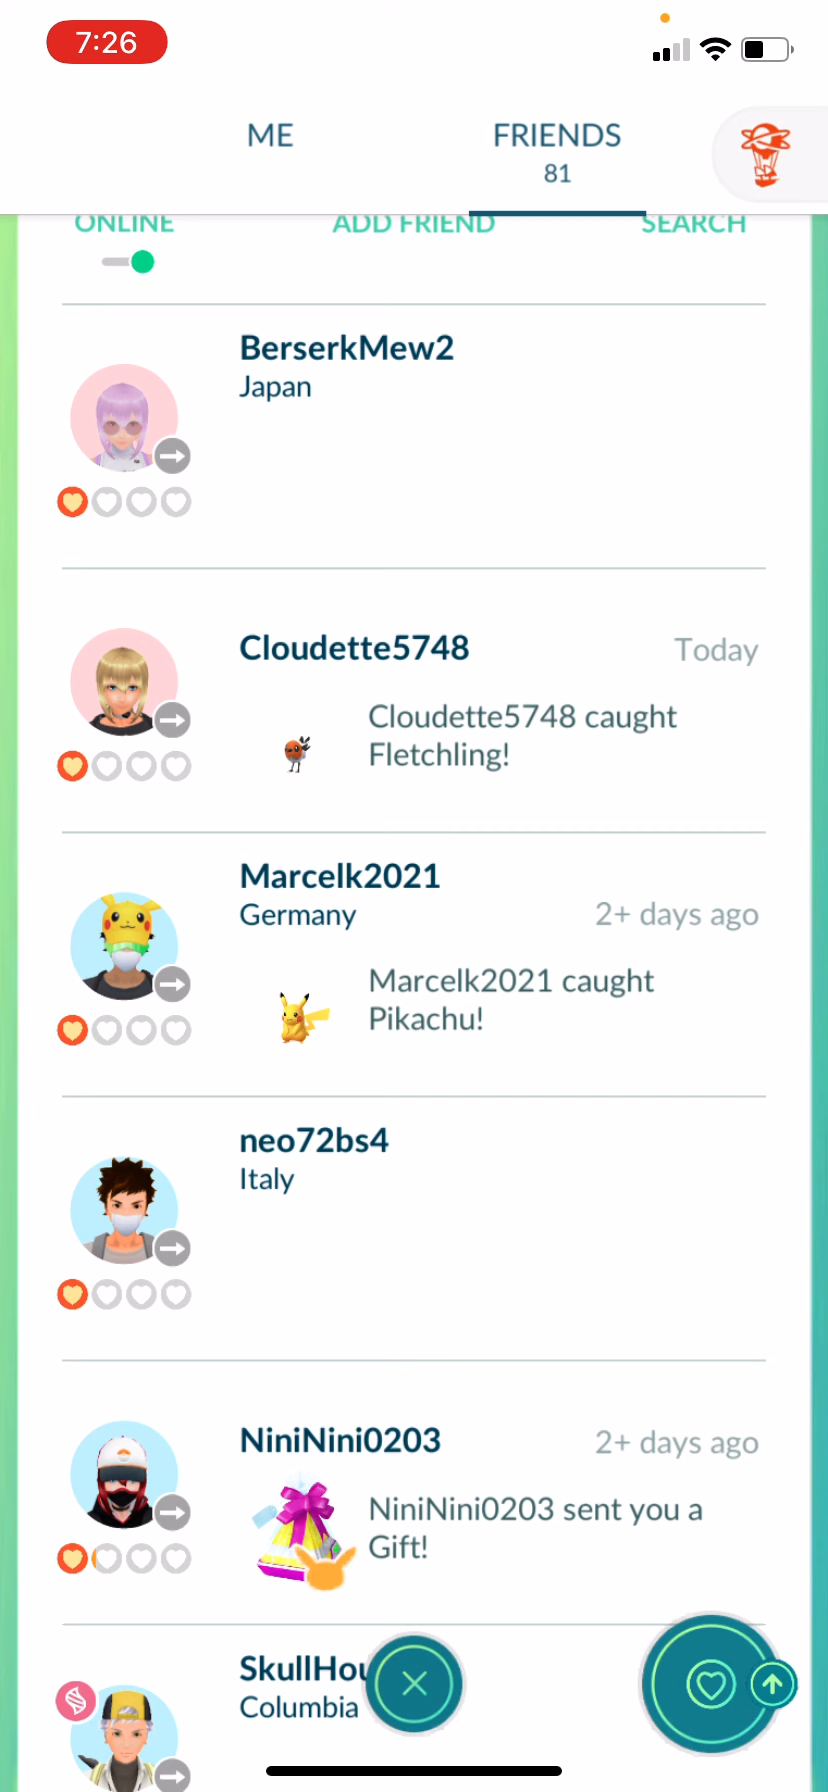 7:26
ME
FRIENDS
81
ONLINE
ADD FRIEND
SEARCH
BerserkMew2
Japan
Cloudette5748
Today
Cloudette5748 caught
Fletchling!
Marcelk2021
Germany
2+ days ago
Marcelk2021 caught
Pikachu!
neo72bs4
Italy
NiniNini0203
2+ days ago
NiniNini0203 sent you a
Gift!
SkullHou
Columbia